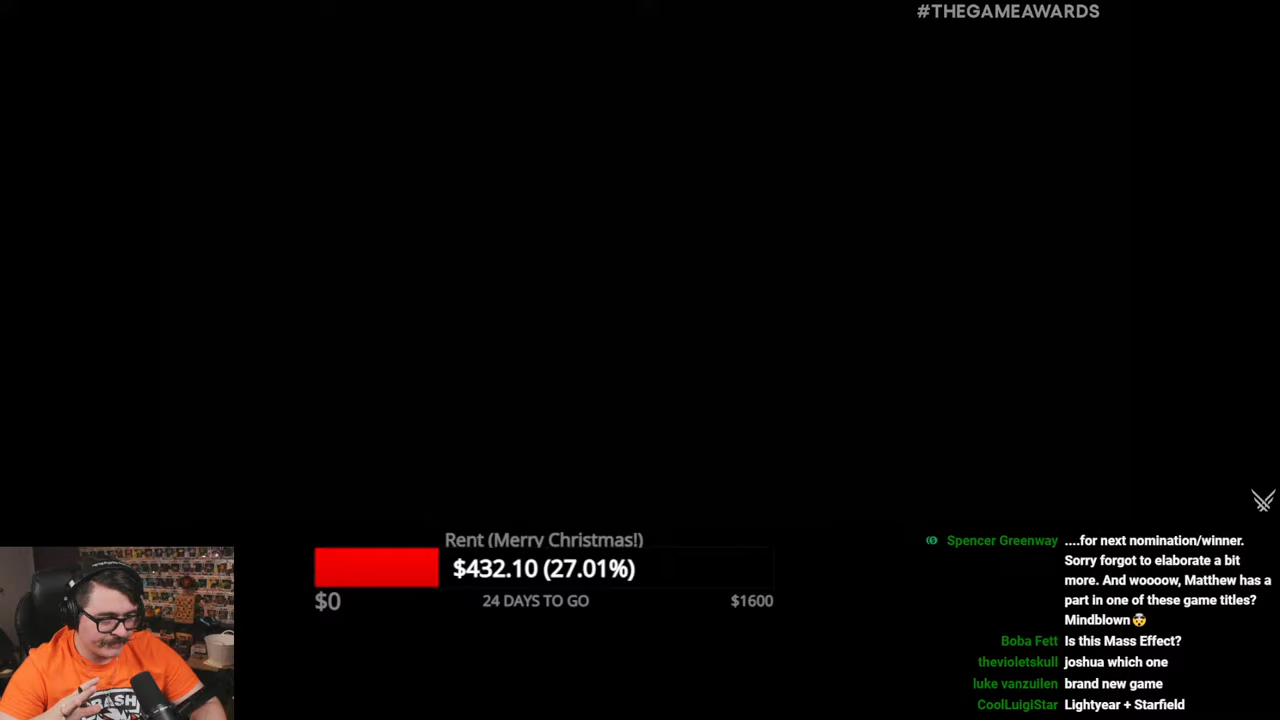 #THEGAMEAWARDS
Rent (Merry Christmas!)
$432.10 (27.01%)
$0
24 DAYS TO GO
$1600
Spencer Greenway ....for next nomination/winner.
Sorry forgot to elaborate a bit
more. And woooow, Matthew has a
part in one of these game titles?
Mindblown🤯
Boba Fett Is this Mass Effect?
thevioletskull joshua which one
luke vanzuilen brand new game
CoolLuigiStar Lightyear + Starfield